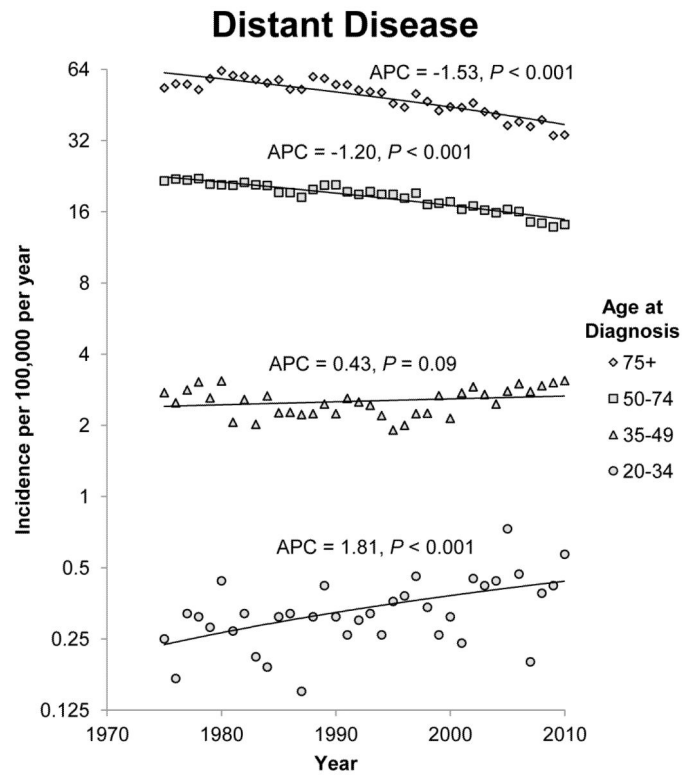 Distant Disease
64
32
16
8
4
2
1
0.5
0.25
0.125
Incidence per 100,000 per year
APC = -1.53, P < 0.001
APC = -1.20, P < 0.001
APC = 0.43, P = 0.09
APC = 1.81, P < 0.001
Age at
Diagnosis
75+
50-74
35-49
20-34
1970 1980 1990 2000 2010
Year